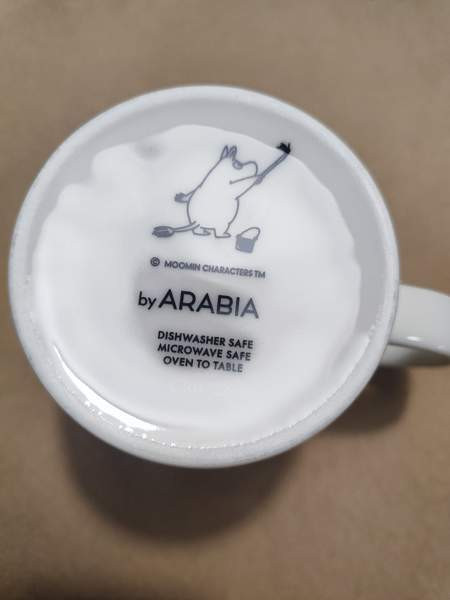 © MOOMIN CHARACTERS TM
by ARABIA
DISHWASHER SAFE
MICROWAVE SAFE
OVEN TO TABLE